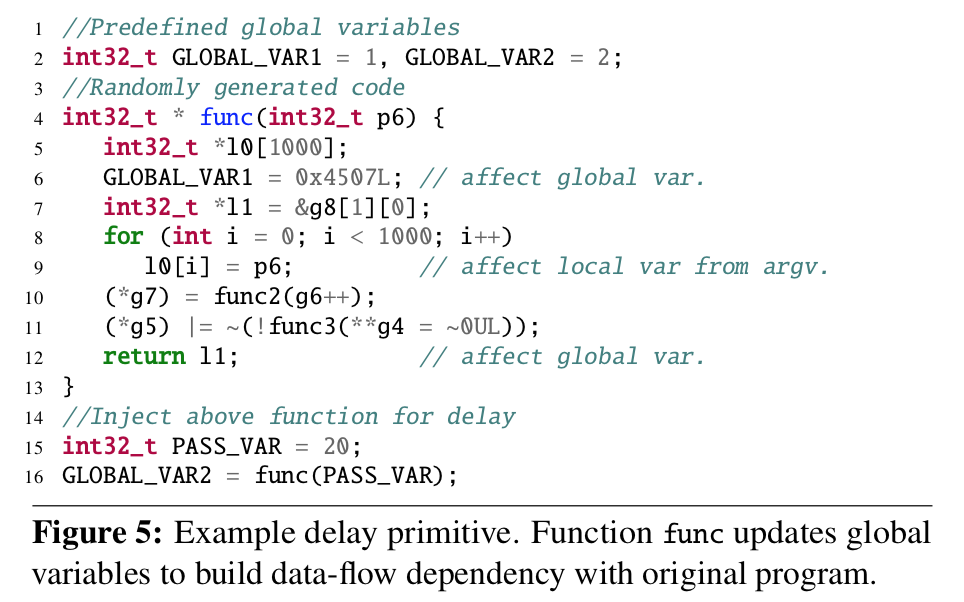 1 //Predefined global variables
2 int32_t GLOBAL_VAR1 = 1, GLOBAL_VAR2 = 2;
3 //Randomly generated code
4 int32_t * func(int32_t p6) {
5 int32_t *l0[1000];
6 GLOBAL_VAR1 = 0x4507L; // affect global var.
7 int32_t *l1 = &g8[1][0];
8 for (int i = 0; i < 1000; i++)
9 l0[i] = p6; // affect local var from argv.
10 (*g7) = func2(g6++);
11 (*g5) |= ~(!func3(**g4 = ~0UL));
12 return l1; // affect global var.
13 }
14 //Inject above function for delay
15 int32_t PASS_VAR = 20;
16 GLOBAL_VAR2 = func(PASS_VAR);
Figure 5: Example delay primitive. Function func updates global
variables to build data-flow dependency with original program.